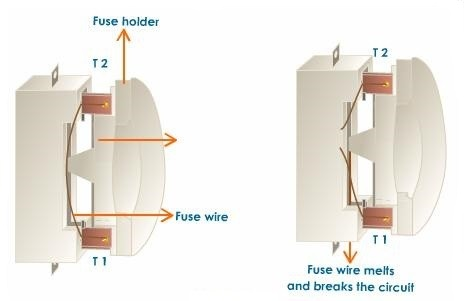 Fuse holder
T 2
Fuse wire
T 1
T 2
T 1
Fuse wire melts
and breaks the circuit